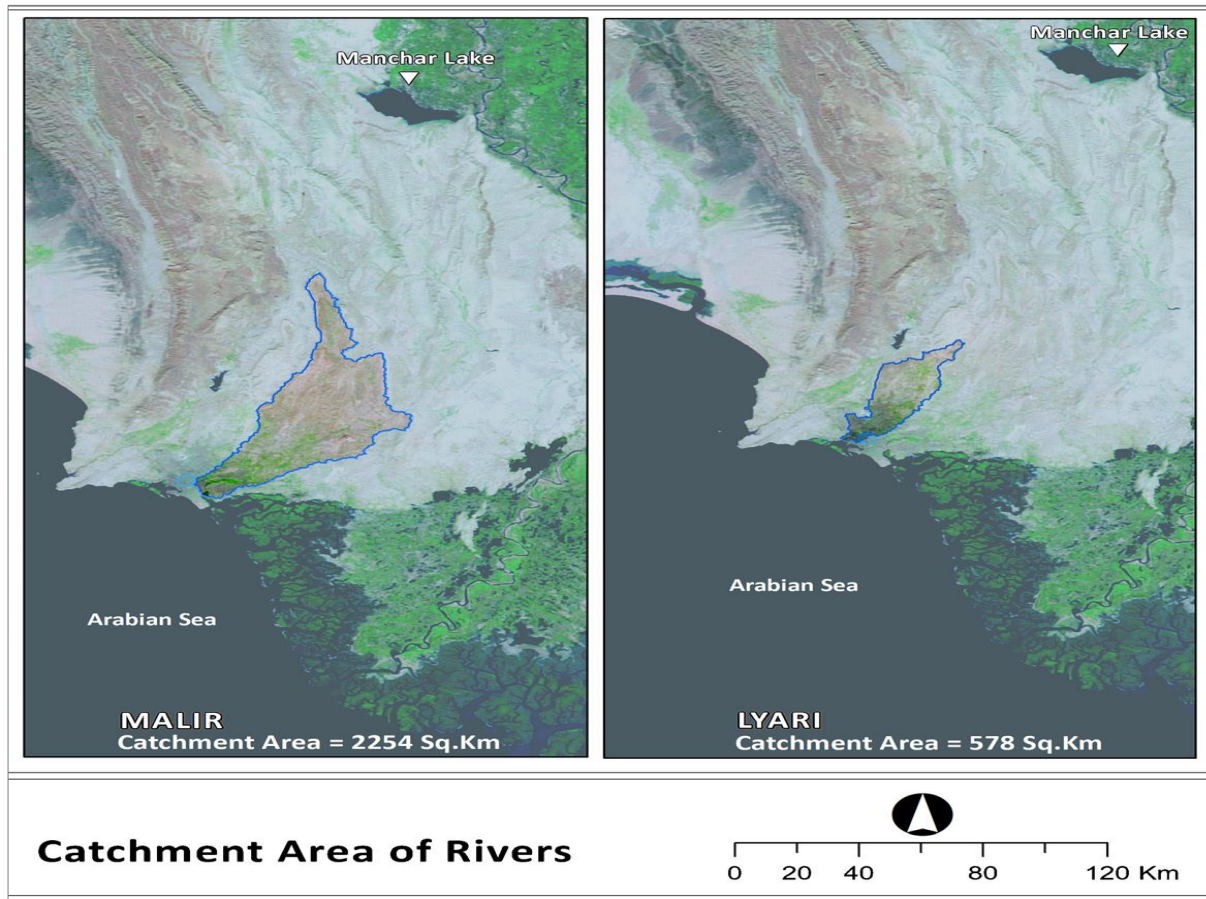 Manchar Lake
Arabian Sea
MALIR
Catchment Area = 2254 Sq.Km
Manchar Lake
Arabian Sea
LYARI
Catchment Area = 578 Sq.Km
Catchment Area of Rivers
0 20 40 80 120 Km